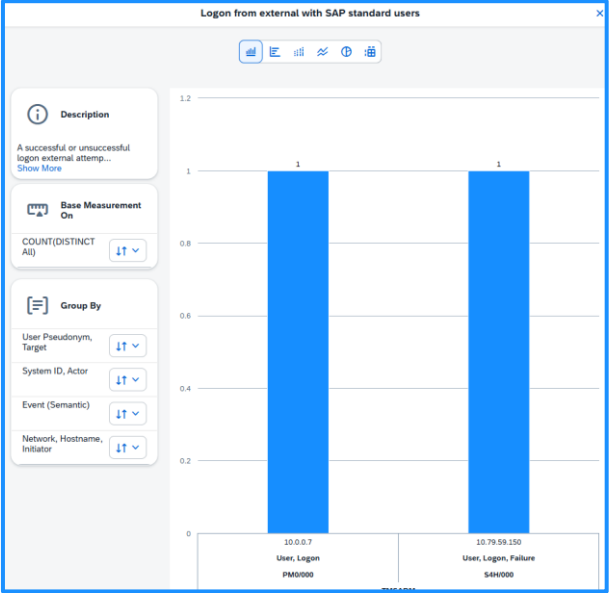 Logon from external with SAP standard users
Description
A successful or unsuccessful
logon external attemp...
Show More
Base Measurement
On
COUNT(DISTINCT
All)
Group By
User Pseudonym,
Target
System ID, Actor
Event (Semantic)
Network, Hostname,
Initiator
1.2
1
0.8
0.6
0.4
0.2
0
1
1
10.0.0.7
10.79.59.150
User, Logon
User, Logon, Failure
PM0/000
S4H/000